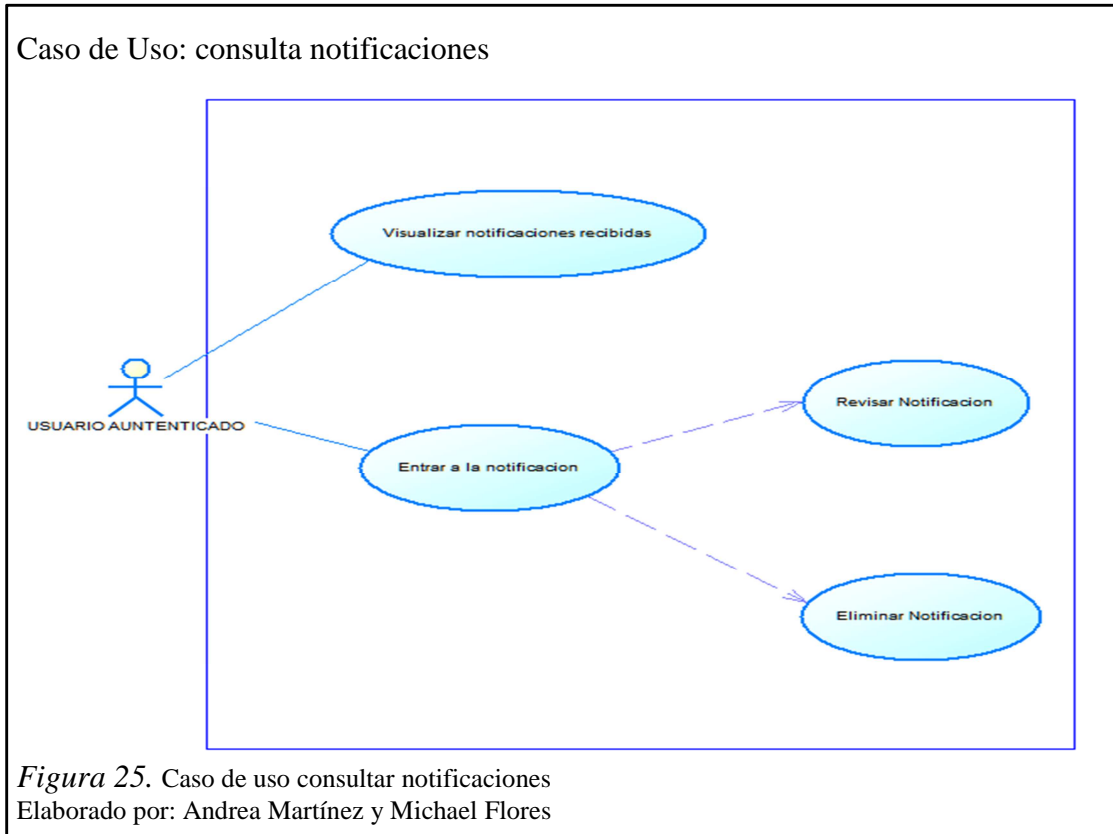 Caso de Uso: consulta notificaciones
Visualizar notificaciones recibidas
Revisar Notificacion
USUARIO AUNTENTICADO
Entrar a la notificacion
Eliminar Notificacion
Figura 25. Caso de uso consultar notificaciones
Elaborado por: Andrea Martínez y Michael Flores